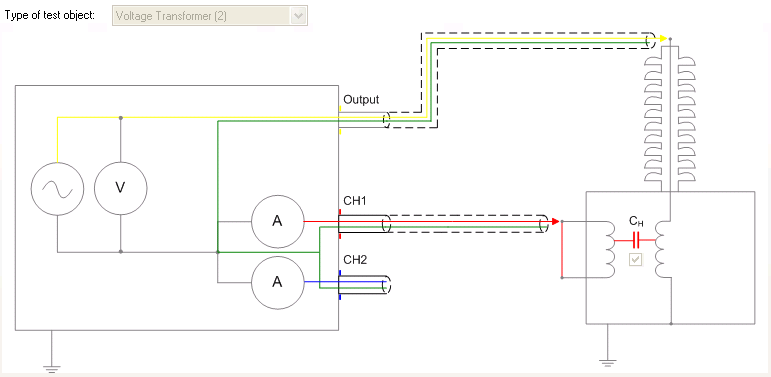 Type of test object: Voltage Transformer (2)
Output
V
CH1
A
CH
CH2
A